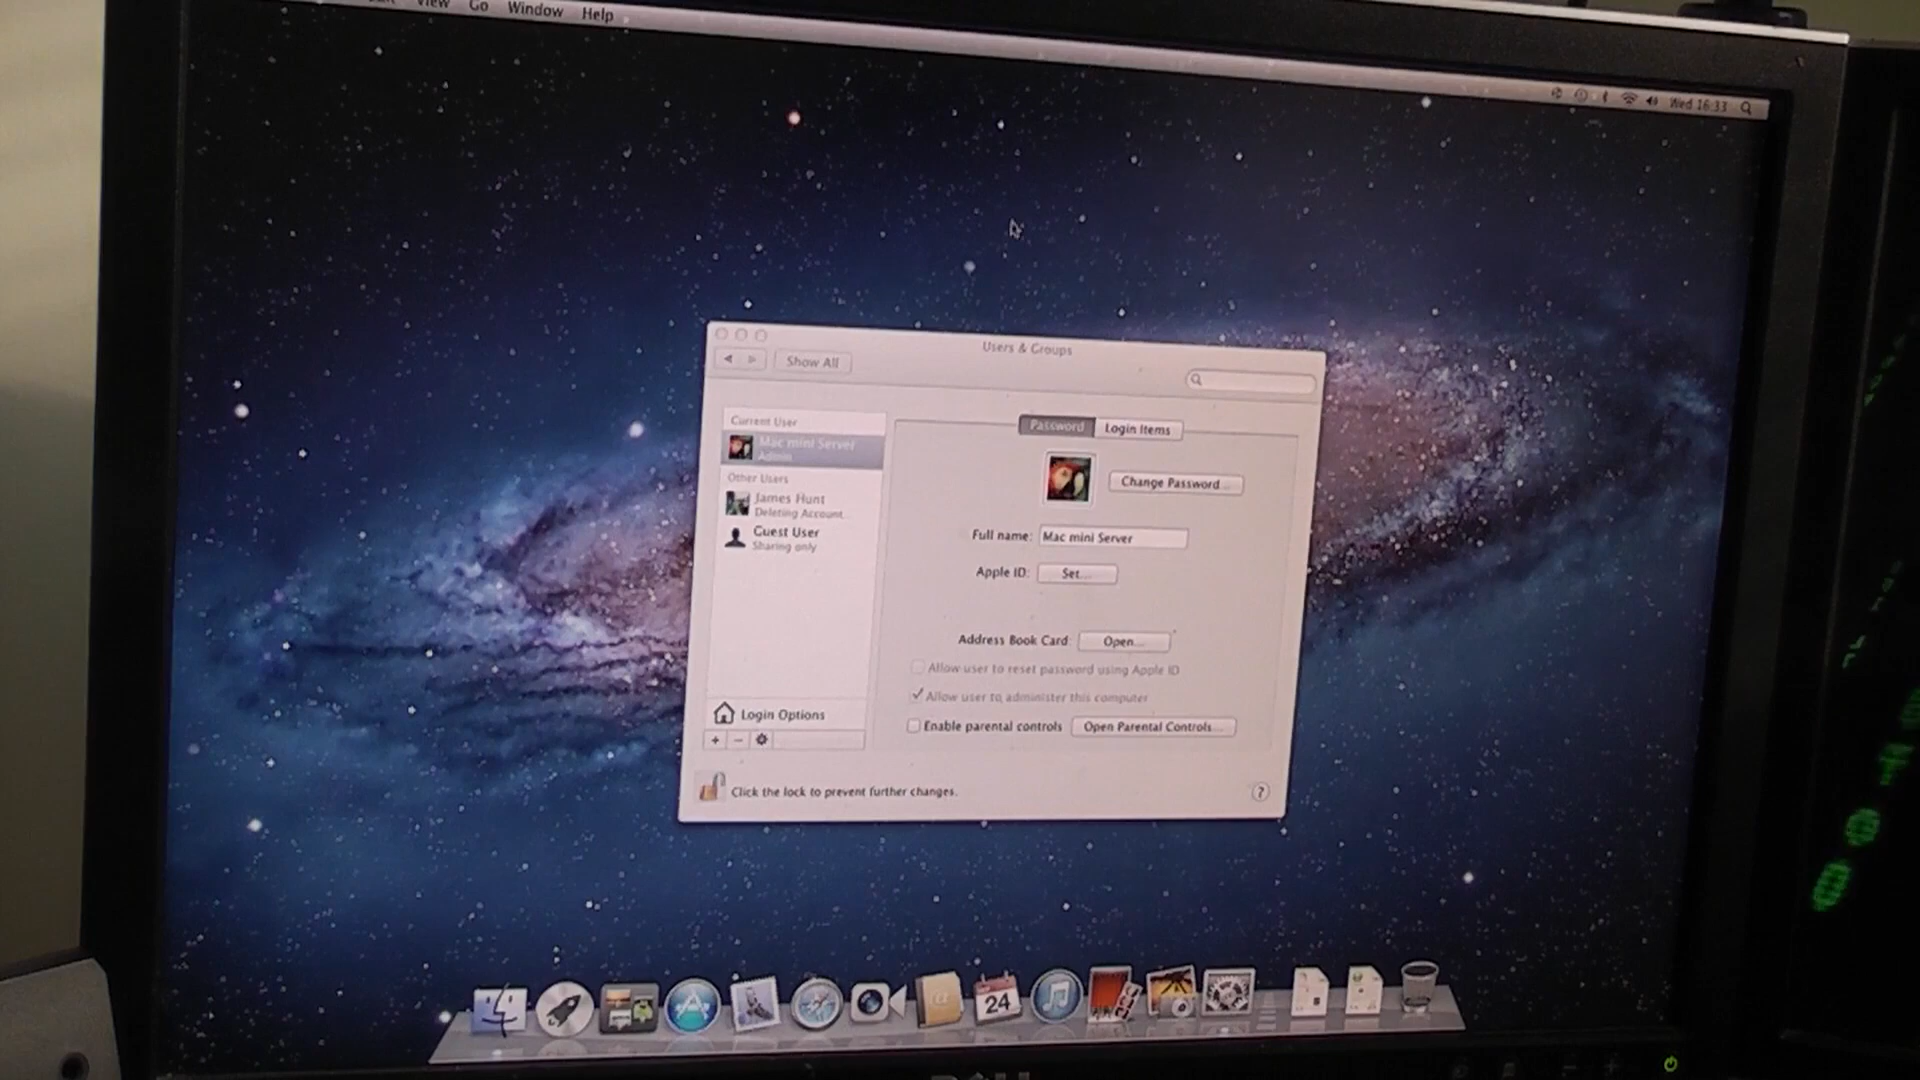 View Go Window Help
Wed 16:33
Users & Groups
Show All
Current User
Mac mini Server
Admin
Other Users
James Hunt
Deleting Account...
Guest User
Sharing only
Login Options
+ −
Password Login Items
Change Password...
Full name: Mac mini Server
Apple ID: Set...
Address Book Card: Open...
Allow user to reset password using Apple ID
Allow user to administer this computer
Enable parental controls Open Parental Controls...
Click the lock to prevent further changes.
?
24